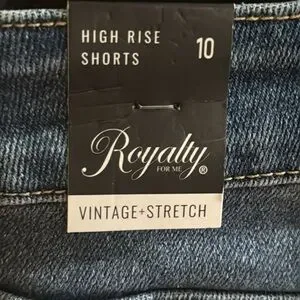 HIGH RISE 10
SHORTS
Royalty
FOR ME ®
VINTAGE+STRETCH